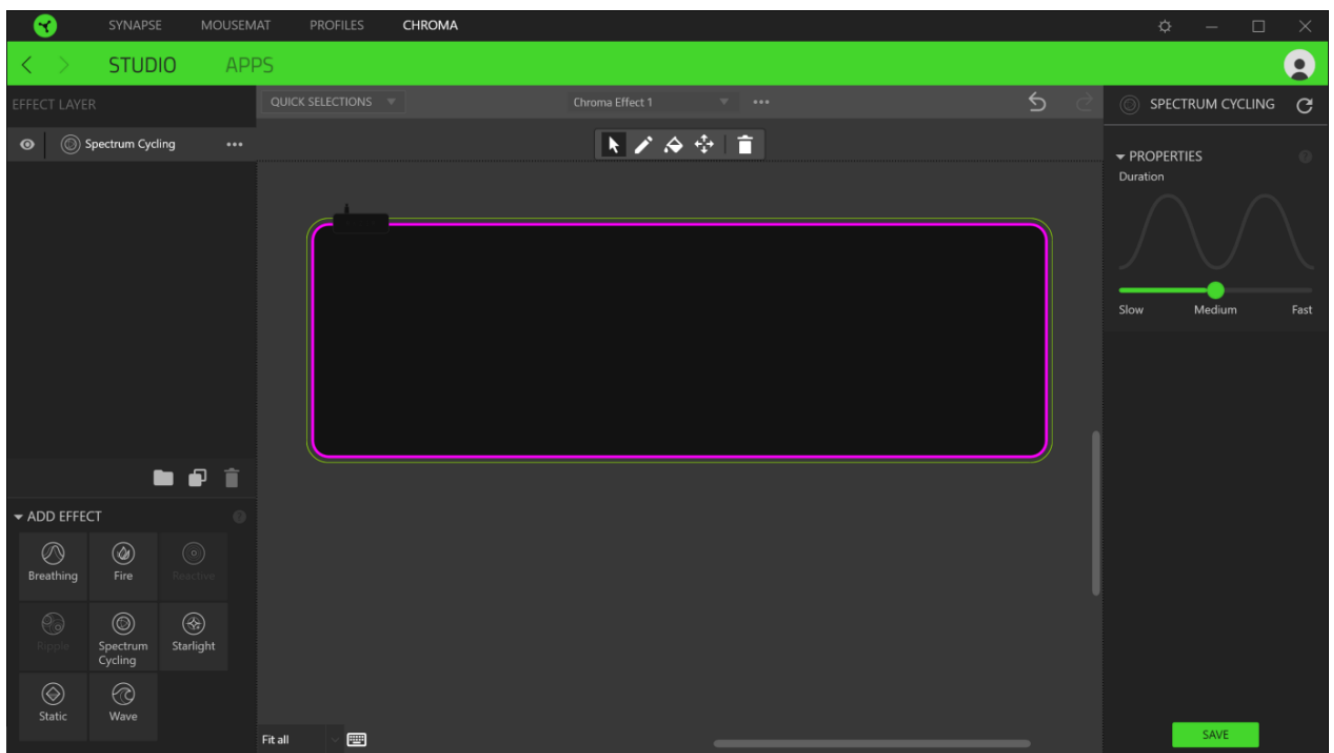 SYNAPSE MOUSEMAT PROFILES CHROMA
STUDIO APPS
EFFECT LAYER
QUICK SELECTIONS
Chroma Effect 1
SPECTRUM CYCLING
Spectrum Cycling
PROPERTIES
Duration
Slow Medium Fast
ADD EFFECT
Breathing Fire Reactive
Ripple Spectrum Cycling Starlight
Static Wave
Fit all
SAVE